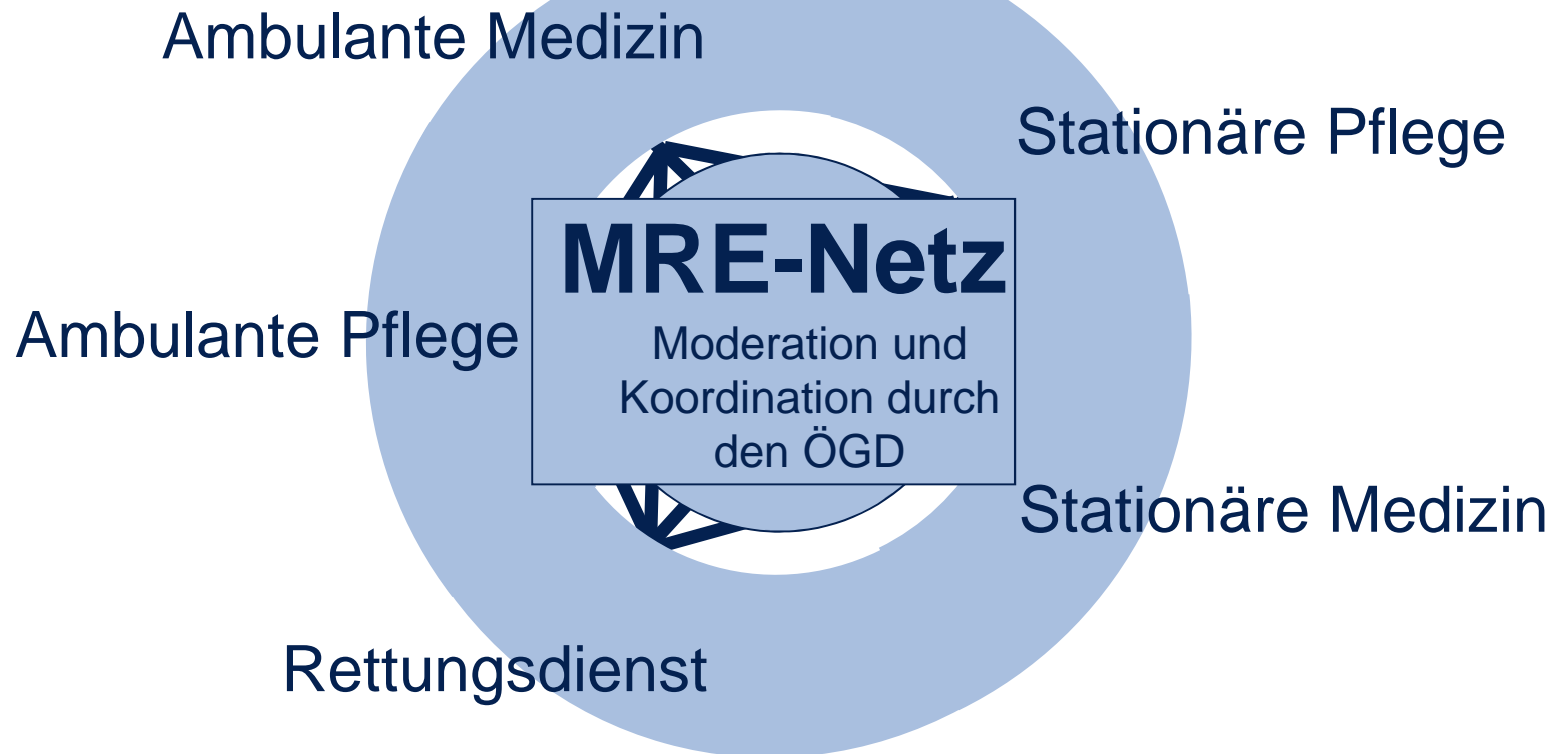 Ambulante Medizin
Stationäre Pflege
MRE-Netz
Moderation und
Koordination durch
den ÖGD
Ambulante Pflege
Stationäre Medizin
Rettungsdienst